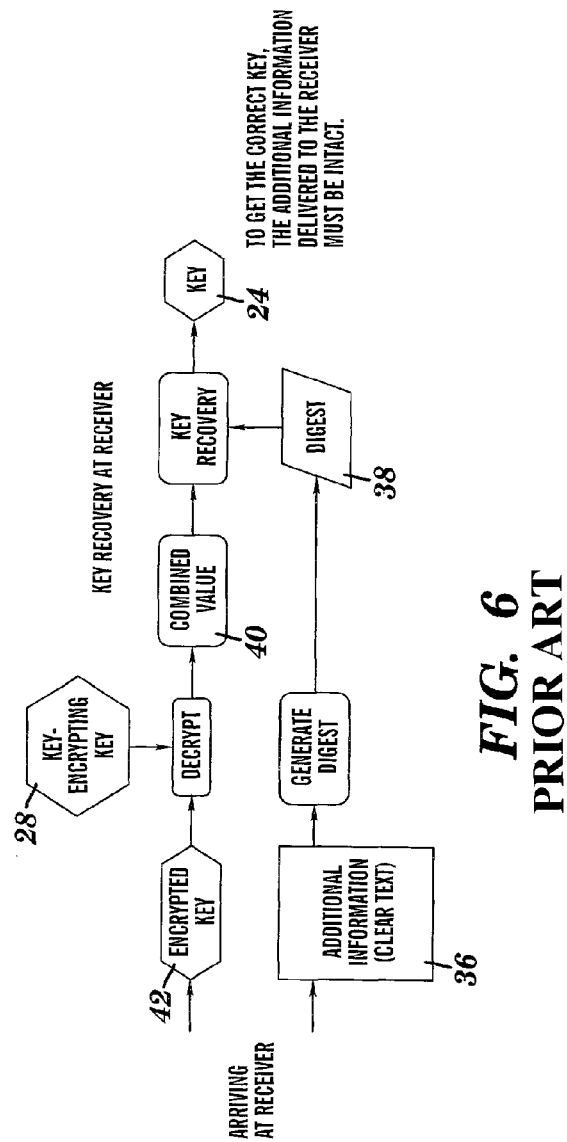 KEY RECOVERY AT RECEIVER
ARRIVING
AT RECEIVER
28
KEY-
ENCRYPTING
KEY
42
ENCRYPTED
KEY
DECRYPT
COMBINED
VALUE
40
KEY
RECOVERY
KEY
24
TO GET THE CORRECT KEY,
THE ADDITIONAL INFORMATION
DELIVERED TO THE RECEIVER
MUST BE INTACT.
ADDITIONAL
INFORMATION
(CLEAR TEXT)
36
GENERATE
DIGEST
DIGEST
38
FIG. 6
PRIOR ART